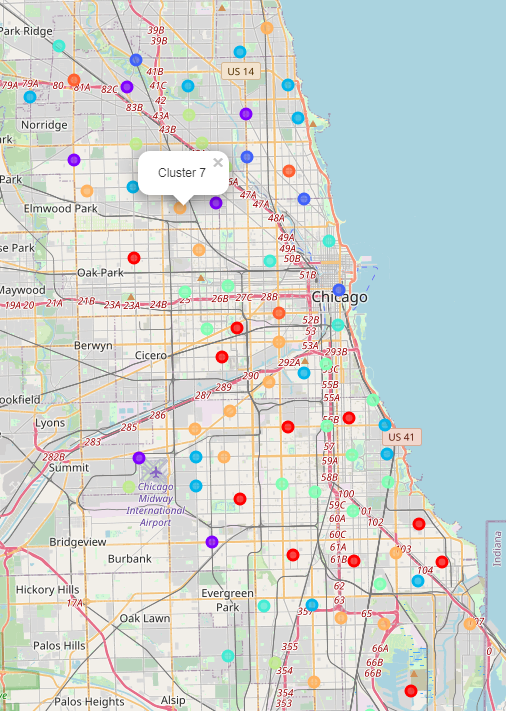 Park Ridge
39B
39B
US 14
41B
79A
79A
80
81A
82C
41C
42
83B
43A
43B
Norridge
Park
Cluster 7
×
47A
47A
Elmwood Park
48A
49A
49A
50B
Oak Park
51B
Maywood
Chicago
19A 20
21A
21B
23A
23A
24B
25
26B
27C
28B
52B
53
53A
Berwyn
Cicero
293B
292A
290
53C
289
55B
287
55A
Lyons
286
56B
285
US 41
283
57
59A
282B
Summit
58B
Chicago
Midway
International
Airport
100
59C
101
60A
102
60C
Bridgeview
61A
103
Burbank
61B
104
Hickory Hills
62
Evergreen
Park
17A
63
357
65
Oak Lawn
66B
66A
355
Palos Hills
354
354
353
Palos Heights
Alsip
Indiana